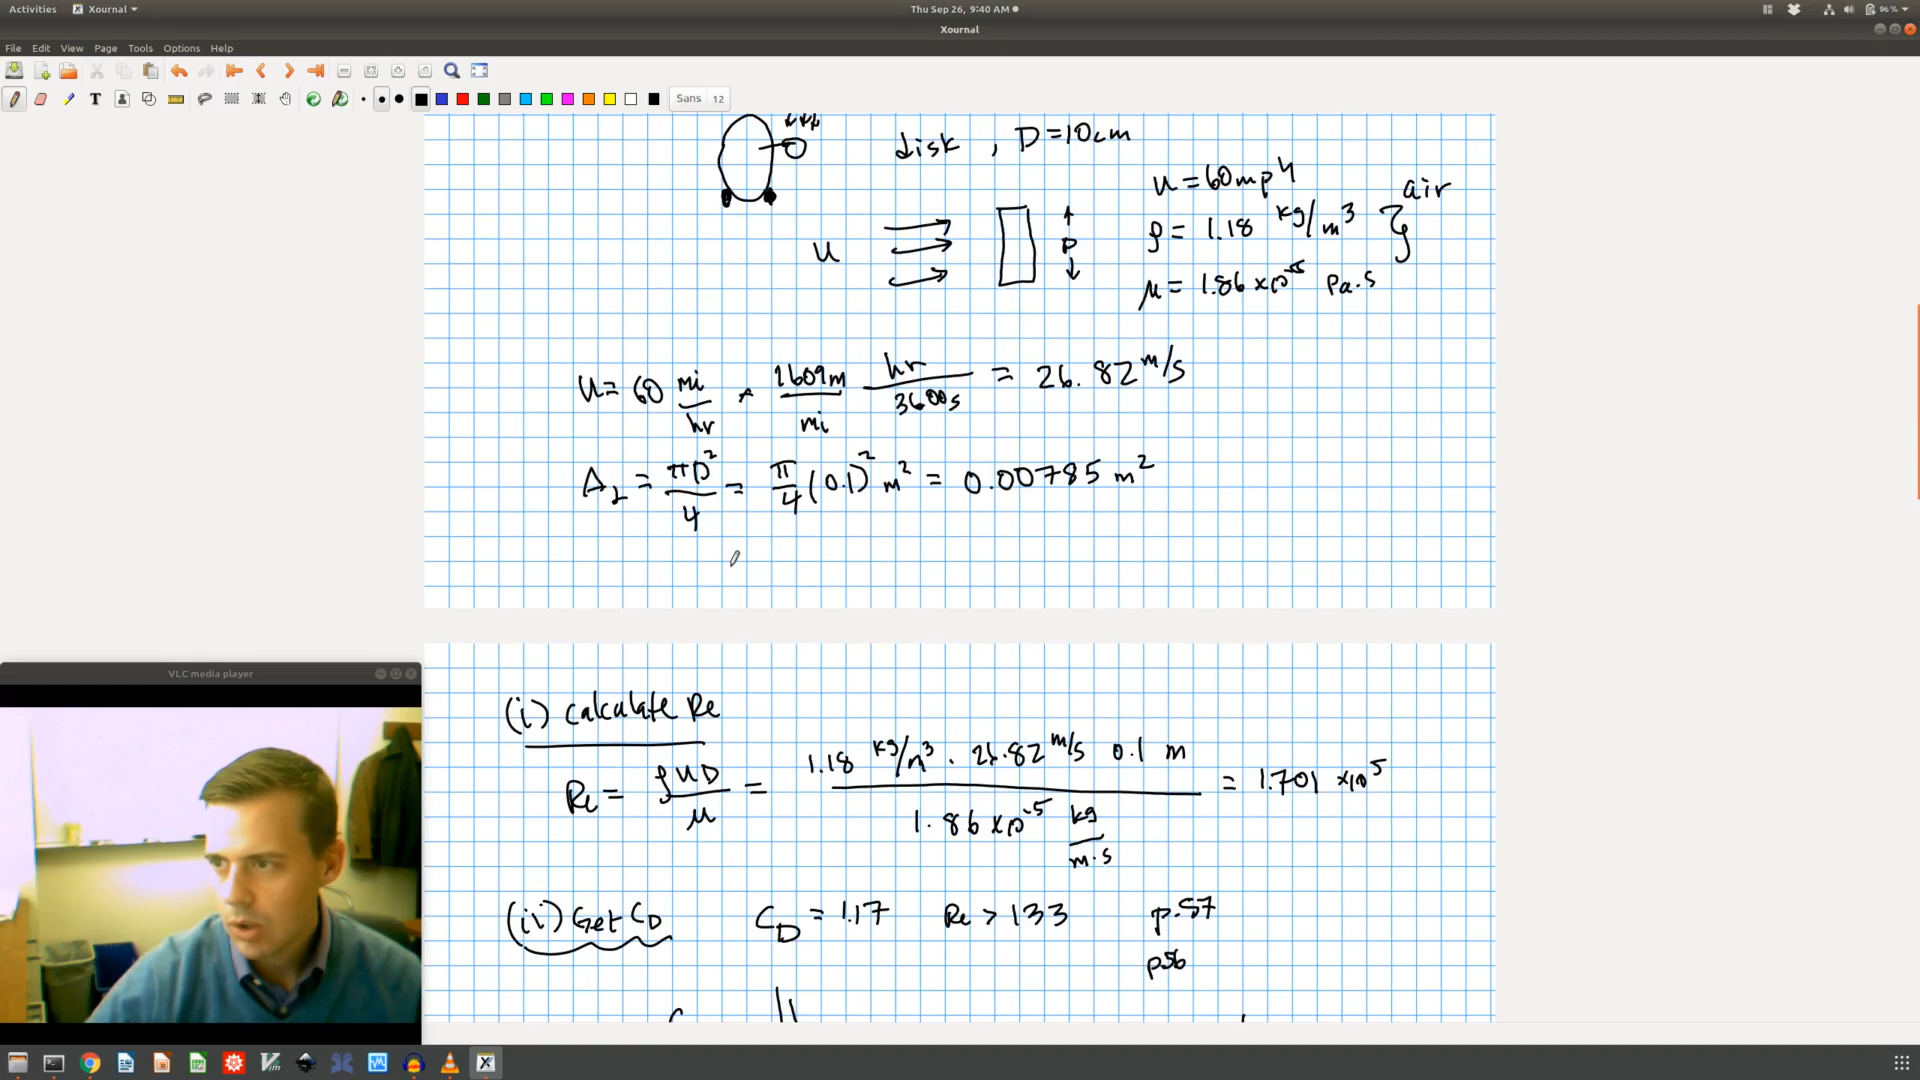 Activities Xournal Thu Sep 26, 9:40 AM 96%
Xournal
File Edit View Page Tools Options Help
Sans 12
disk , D=10cm
u = 60mph
air
ρ = 1.18 kg/m³
U D
μ = 1.86 x10⁻⁵ Pa.s
U= 60 mi/hr × 1609m/mi hr/3600s = 26.82 m/s
A⊥ = πD²/4 = π/4 (0.1)² m² = 0.00785 m²
VLC media player
(i) Calculate Re
Re = ρUD/μ = 1.18 kg/m³ · 26.82 m/s 0.1 m / 1.86 x10⁻⁵ kg/m·s = 1.701 x10⁵
(ii) Get C_D C_D = 1.17 Re > 133 p.57
p.56